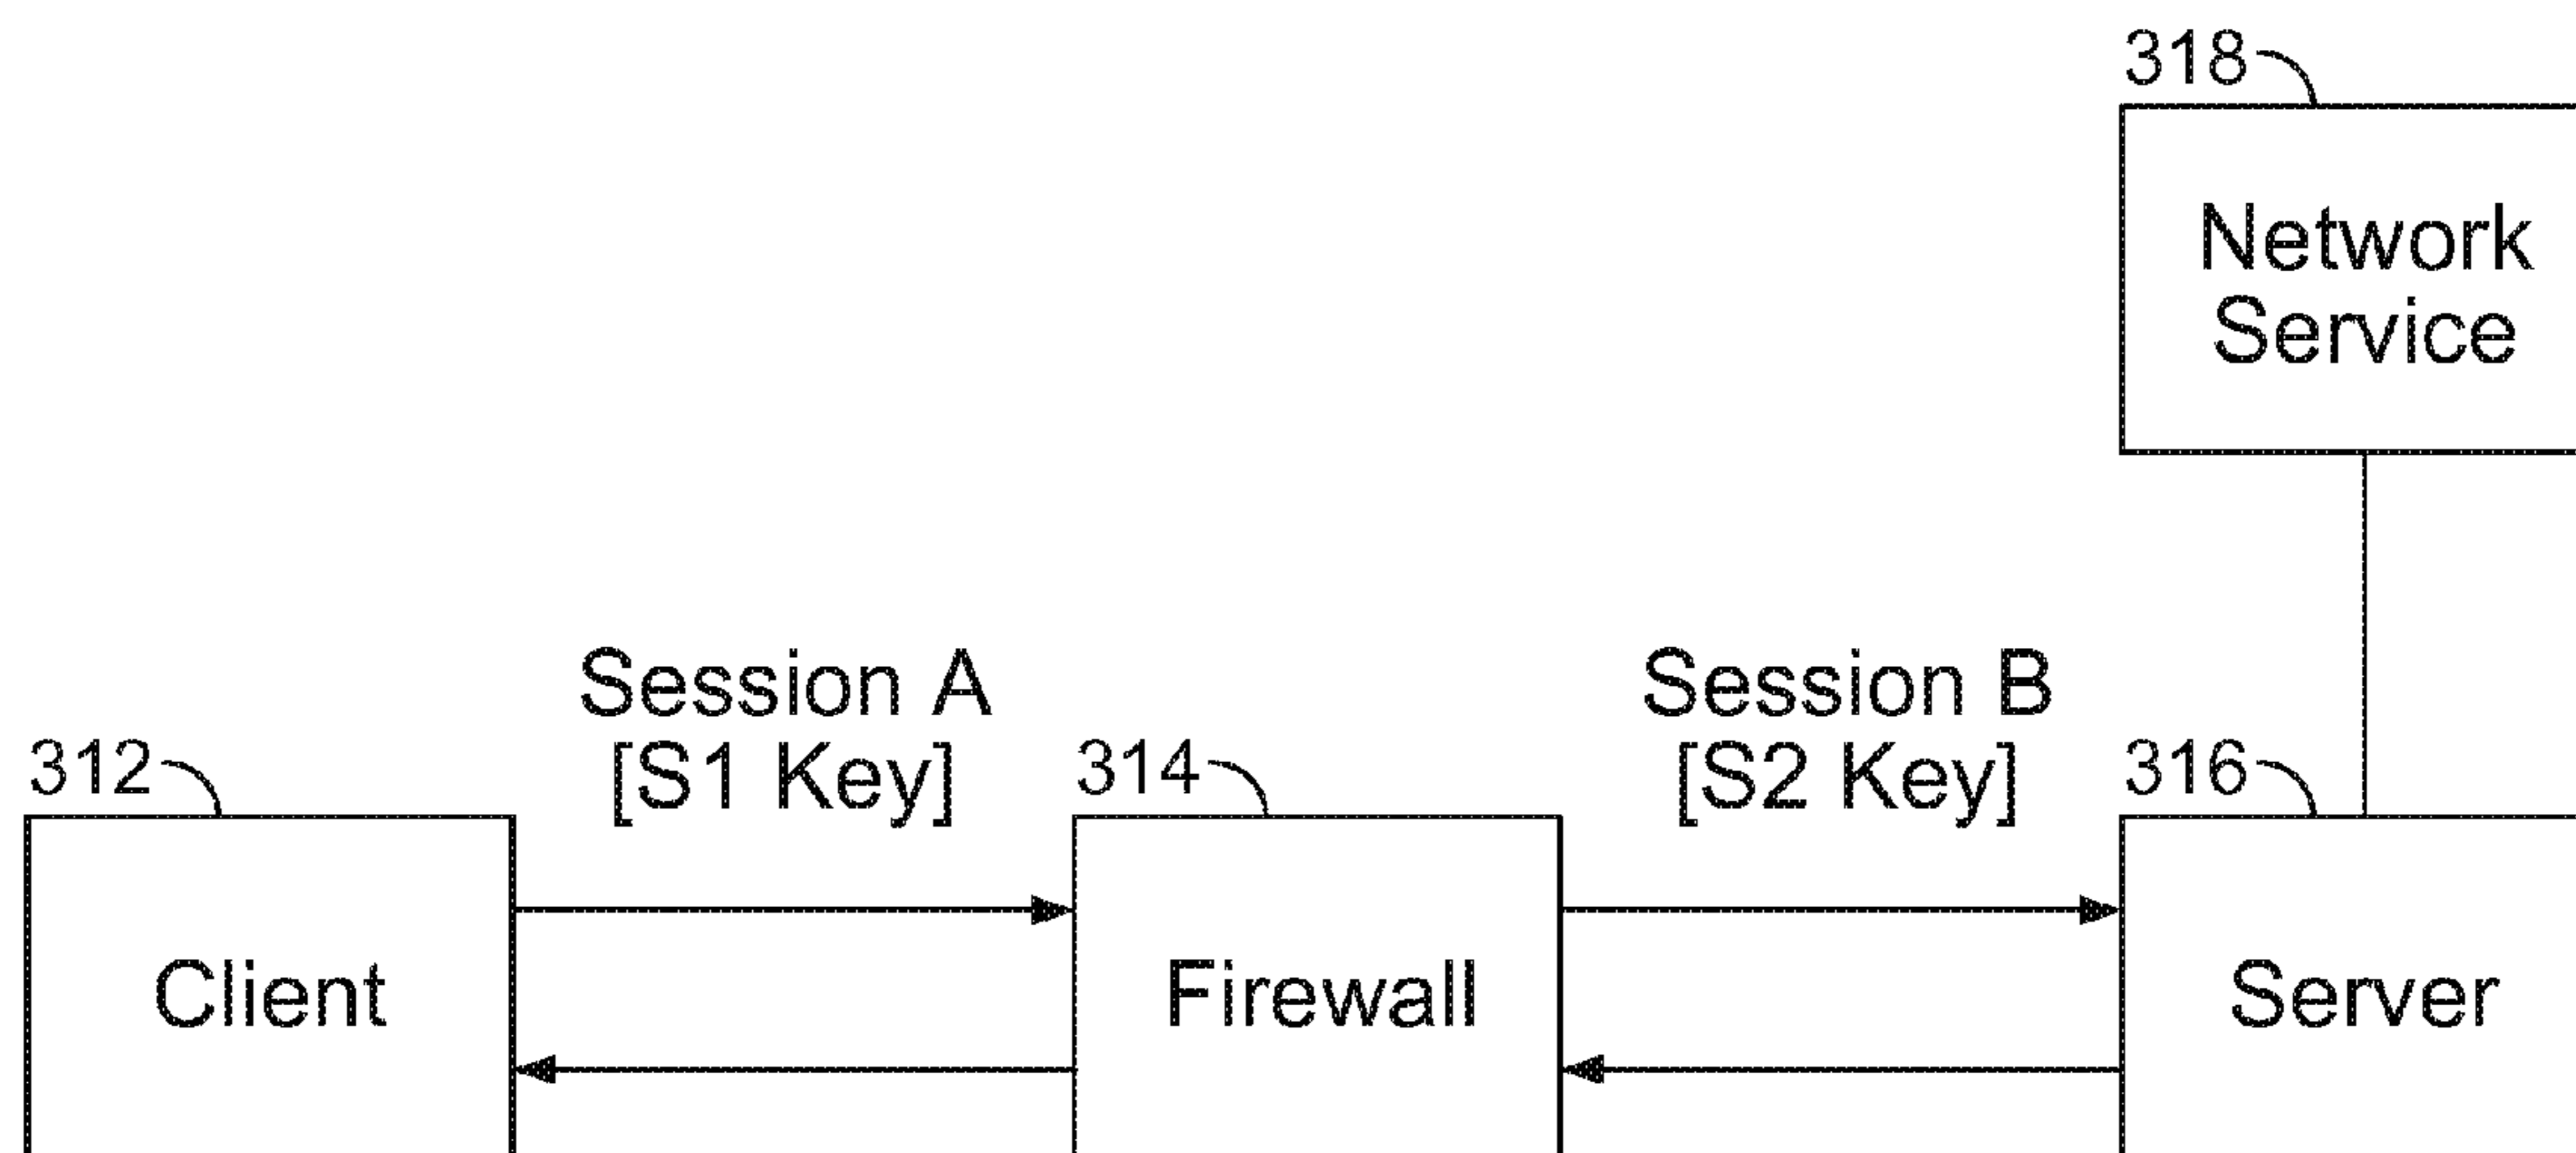 318
Network
Service
Session A
[S1 Key]
Session B
[S2 Key]
312
314
316
Client
Firewall
Server